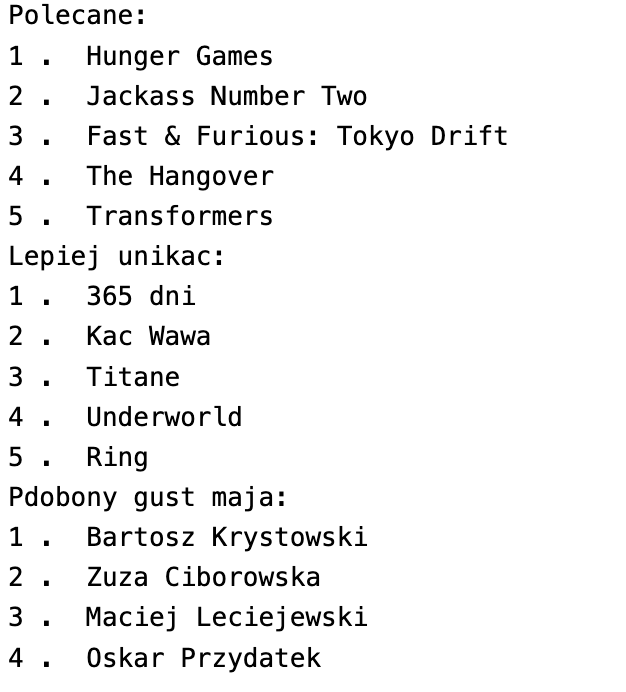 Polecane:
1 .  Hunger Games
2 .  Jackass Number Two
3 .  Fast & Furious: Tokyo Drift
4 .  The Hangover
5 .  Transformers
Lepiej unikac:
1 .  365 dni
2 .  Kac Wawa
3 .  Titane
4 .  Underworld
5 .  Ring
Pdobony gust maja:
1 .  Bartosz Krystowski
2 .  Zuza Ciborowska
3 .  Maciej Leciejewski
4 .  Oskar Przydatek